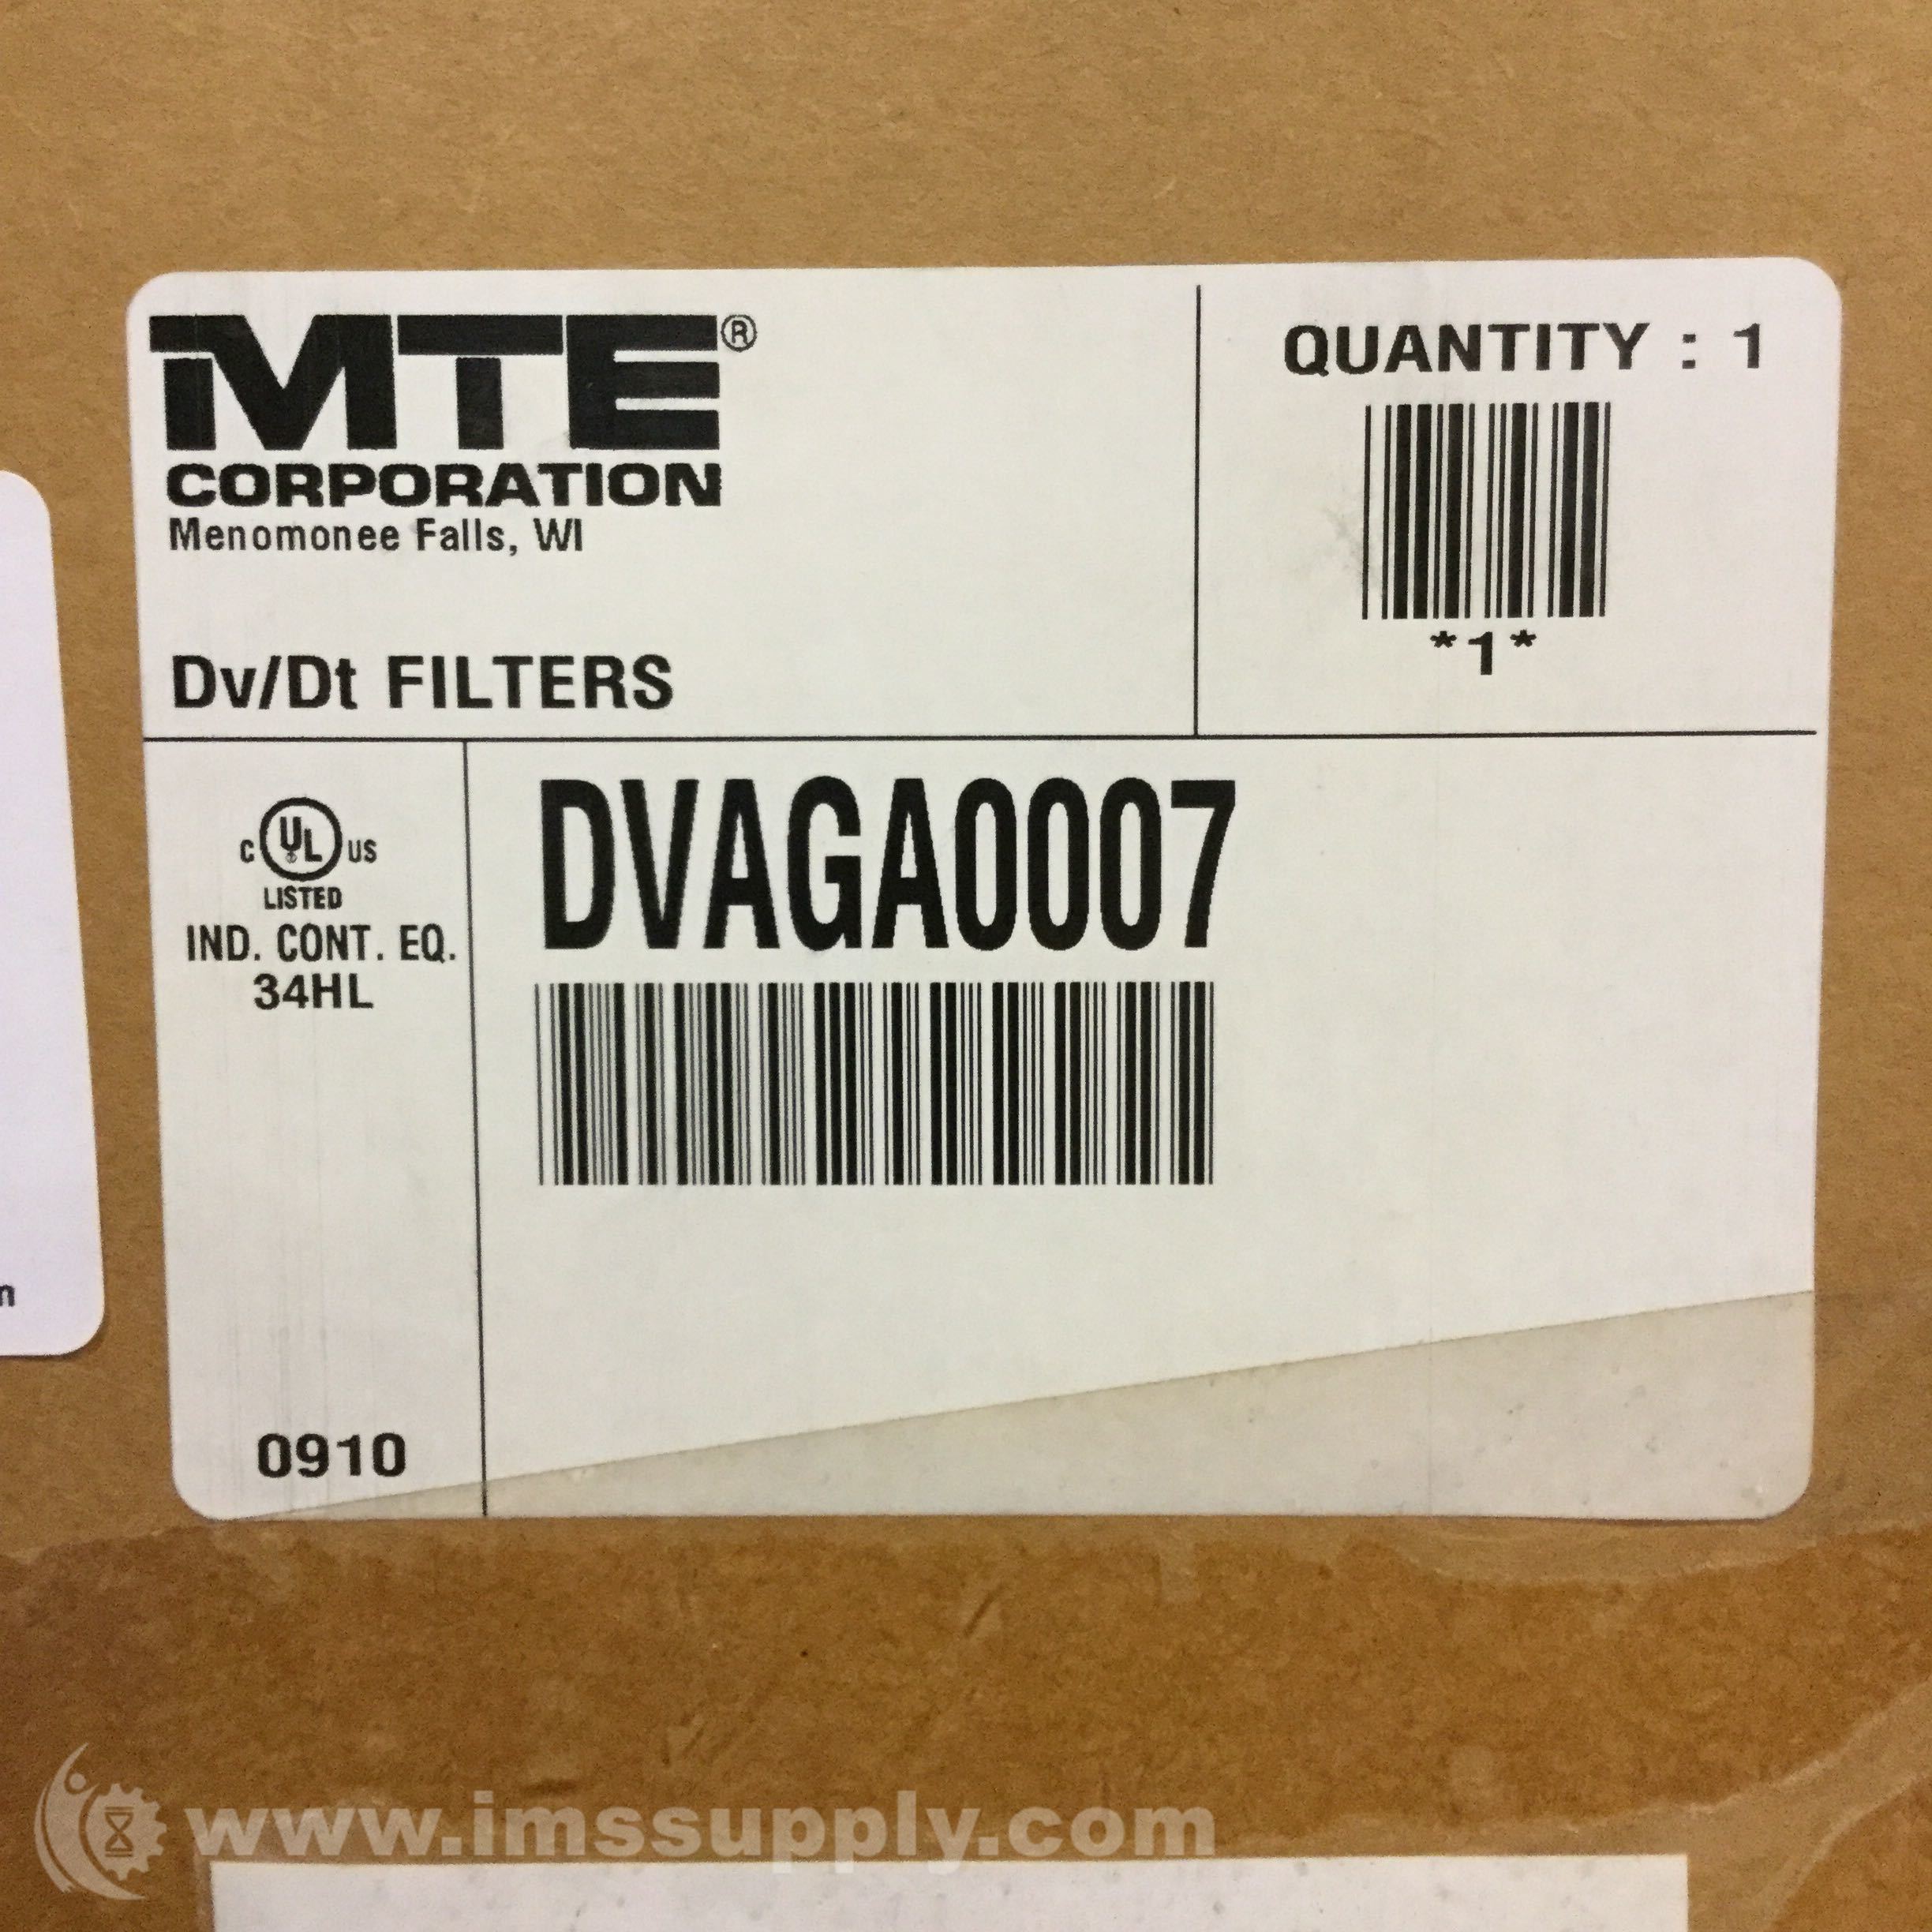 MTE®
CORPORATION
Menomonee Falls, WI
Dv/Dt FILTERS
QUANTITY : 1
*1*
C UL US
LISTED
IND. CONT. EQ.
34HL
DVAGA0007
0910
www.imssupply.com